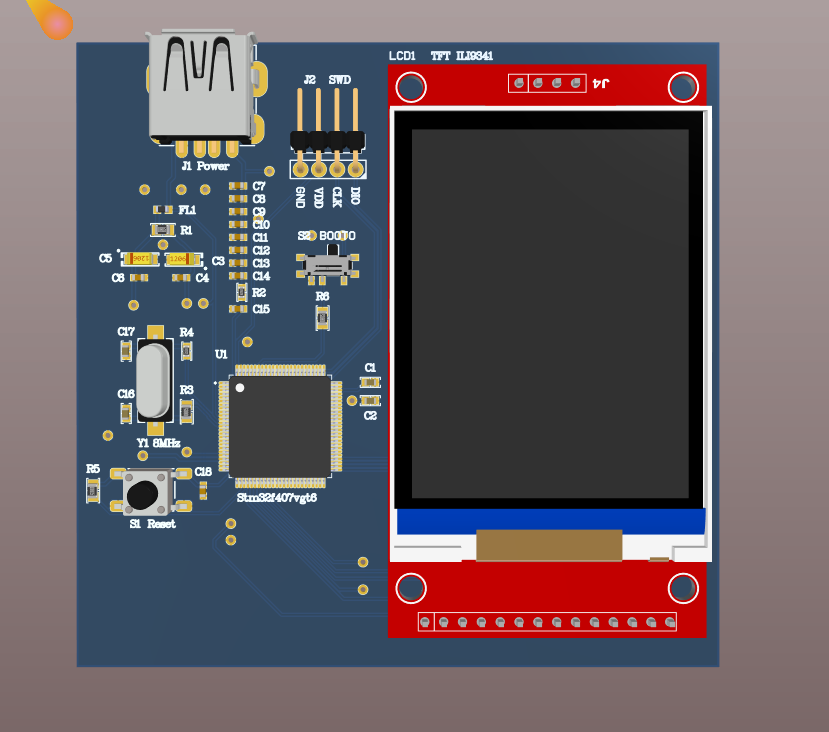 LCD1 TFT ILI9341
J4
J2 SWD
J1 Power
GND
VDD
CLK
DIO
C7
C8
C9
C10
C11
C12
C13
C14
R2
C15
FL1
R1
C5
1206
1206
C3
C6
C4
S2 BOOT0
R6
C17
R4
U1
C1
C2
C16
R3
Y1 8MHz
R5
C18
S1 Reset
Stm32f407vgt6